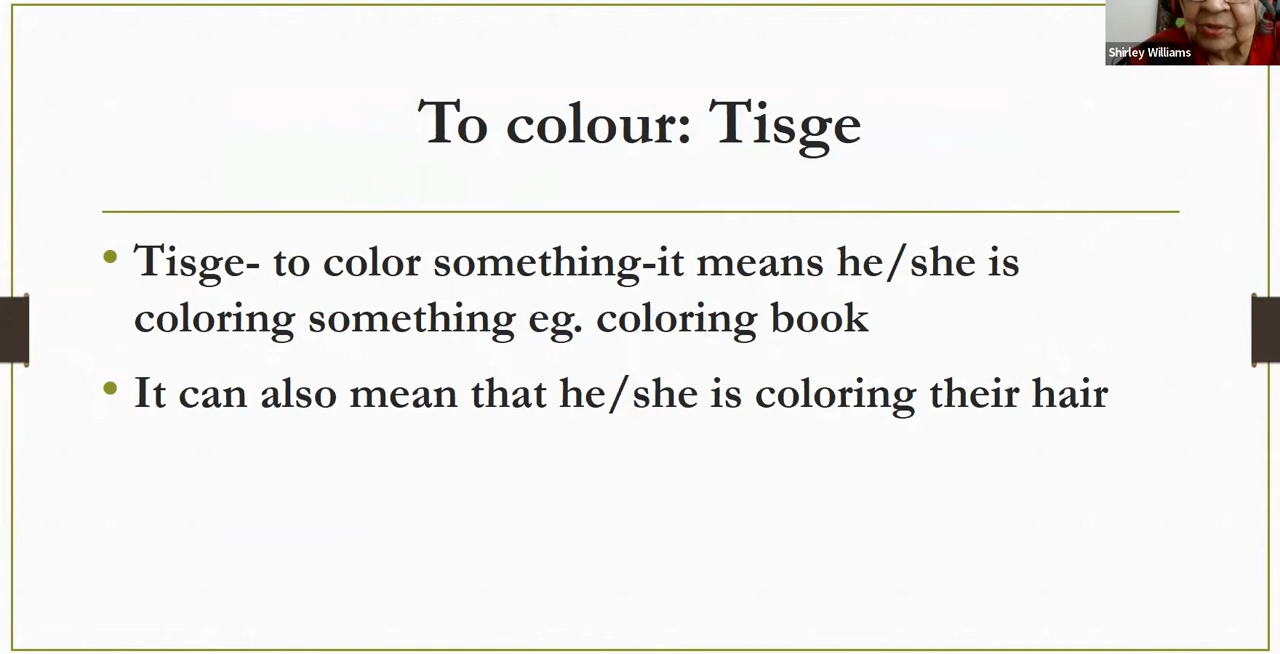 Shirley Williams
To colour: Tisge
Tisge- to color something-it means he/she is
coloring something eg. coloring book
It can also mean that he/she is coloring their hair